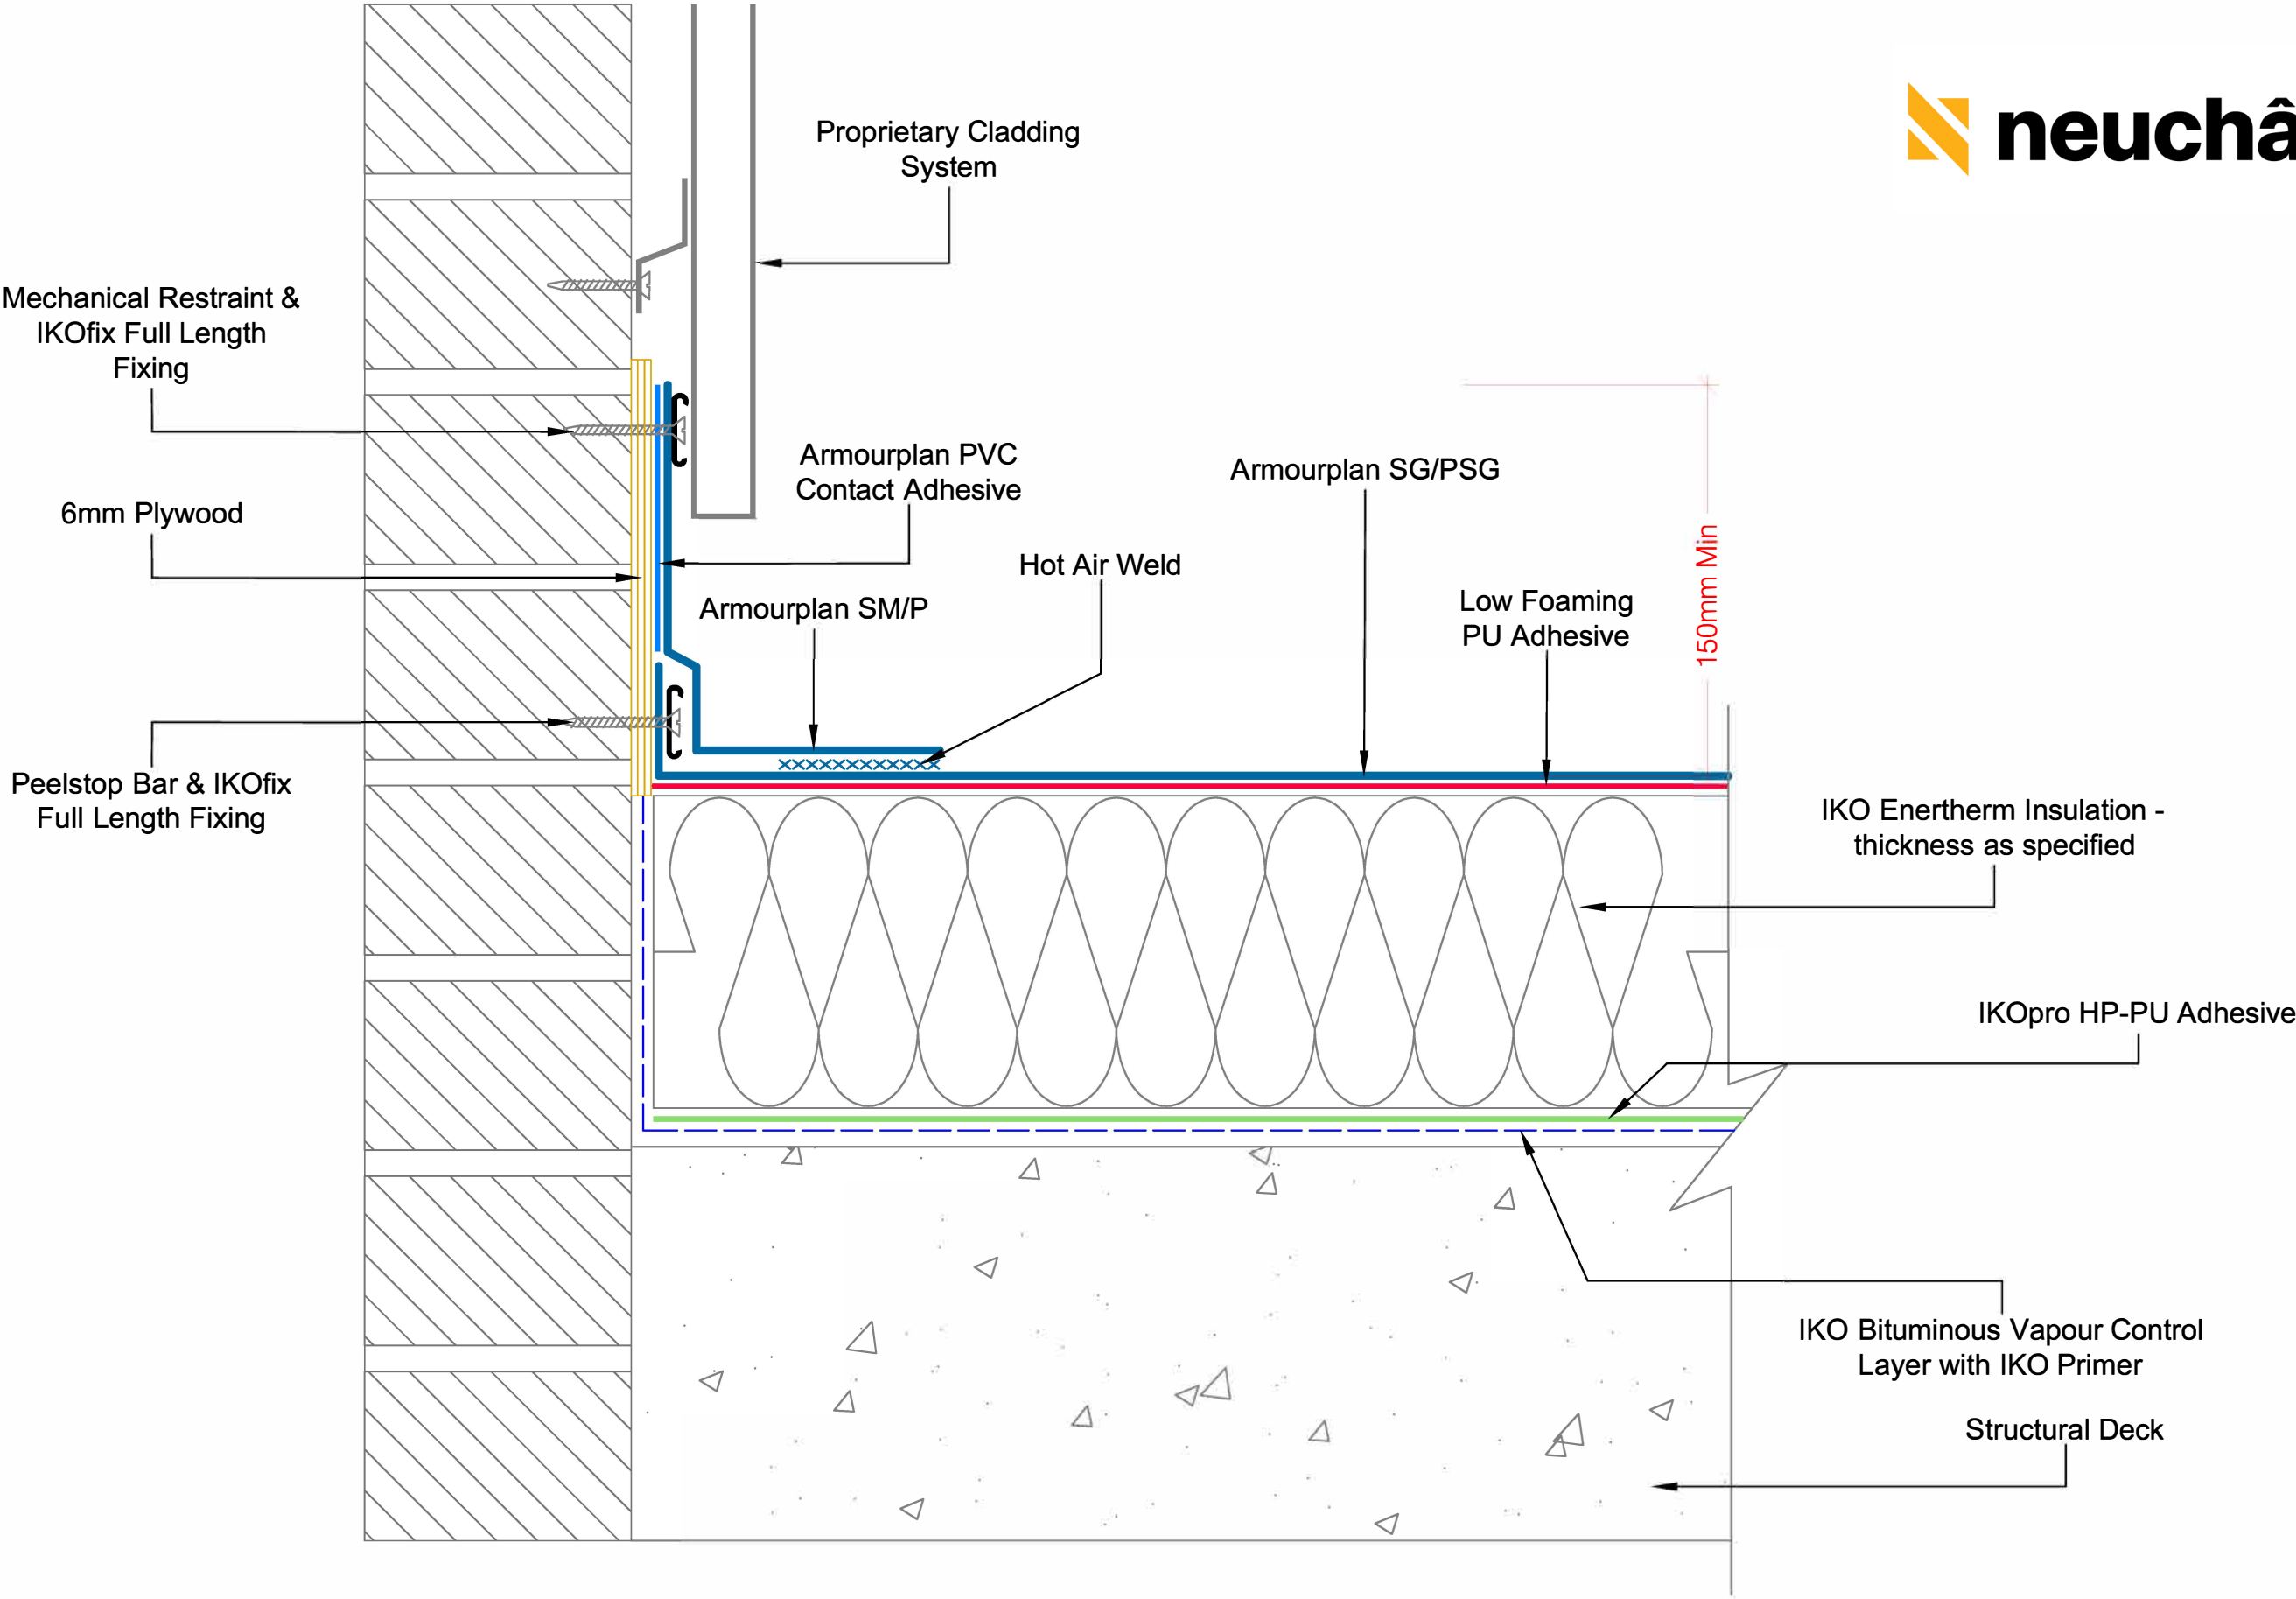 Proprietary Cladding
System
neuchâ
Mechanical Restraint &
IKOfix Full Length
Fixing
Armourplan PVC
Contact Adhesive
Armourplan SG/PSG
6mm Plywood
Hot Air Weld
Armourplan SM/P
Low Foaming
PU Adhesive
150mm Min
Peelstop Bar & IKOfix
Full Length Fixing
IKO Enertherm Insulation -
thickness as specified
IKOpro HP-PU Adhesive
IKO Bituminous Vapour Control
Layer with IKO Primer
Structural Deck